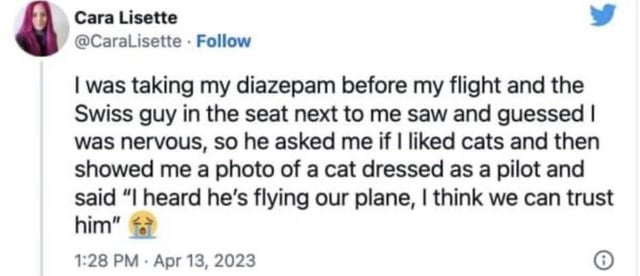 Cara Lisette
@CaraLisette · Follow
I was taking my diazepam before my flight and the
Swiss guy in the seat next to me saw and guessed I
was nervous, so he asked me if I liked cats and then
showed me a photo of a cat dressed as a pilot and
said “I heard he's flying our plane, I think we can trust
him” 😭
1:28 PM · Apr 13, 2023